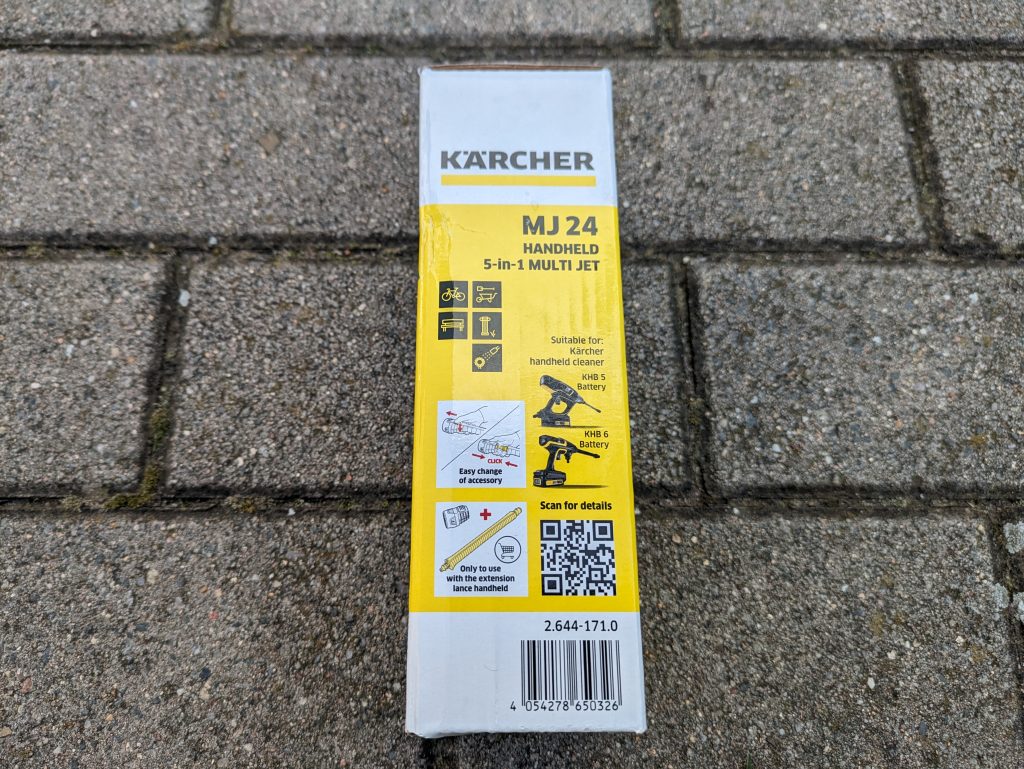 KÄRCHER
MJ 24
HANDHELD
5-in-1 MULTI JET
Suitable for:
Kärcher
handheld cleaner
KHB 5
Battery
KHB 6
Battery
CLICK
Easy change
of accessory
Scan for details
+
Only to use
with the extension
lance handheld
2.644-171.0
4 054278 650326